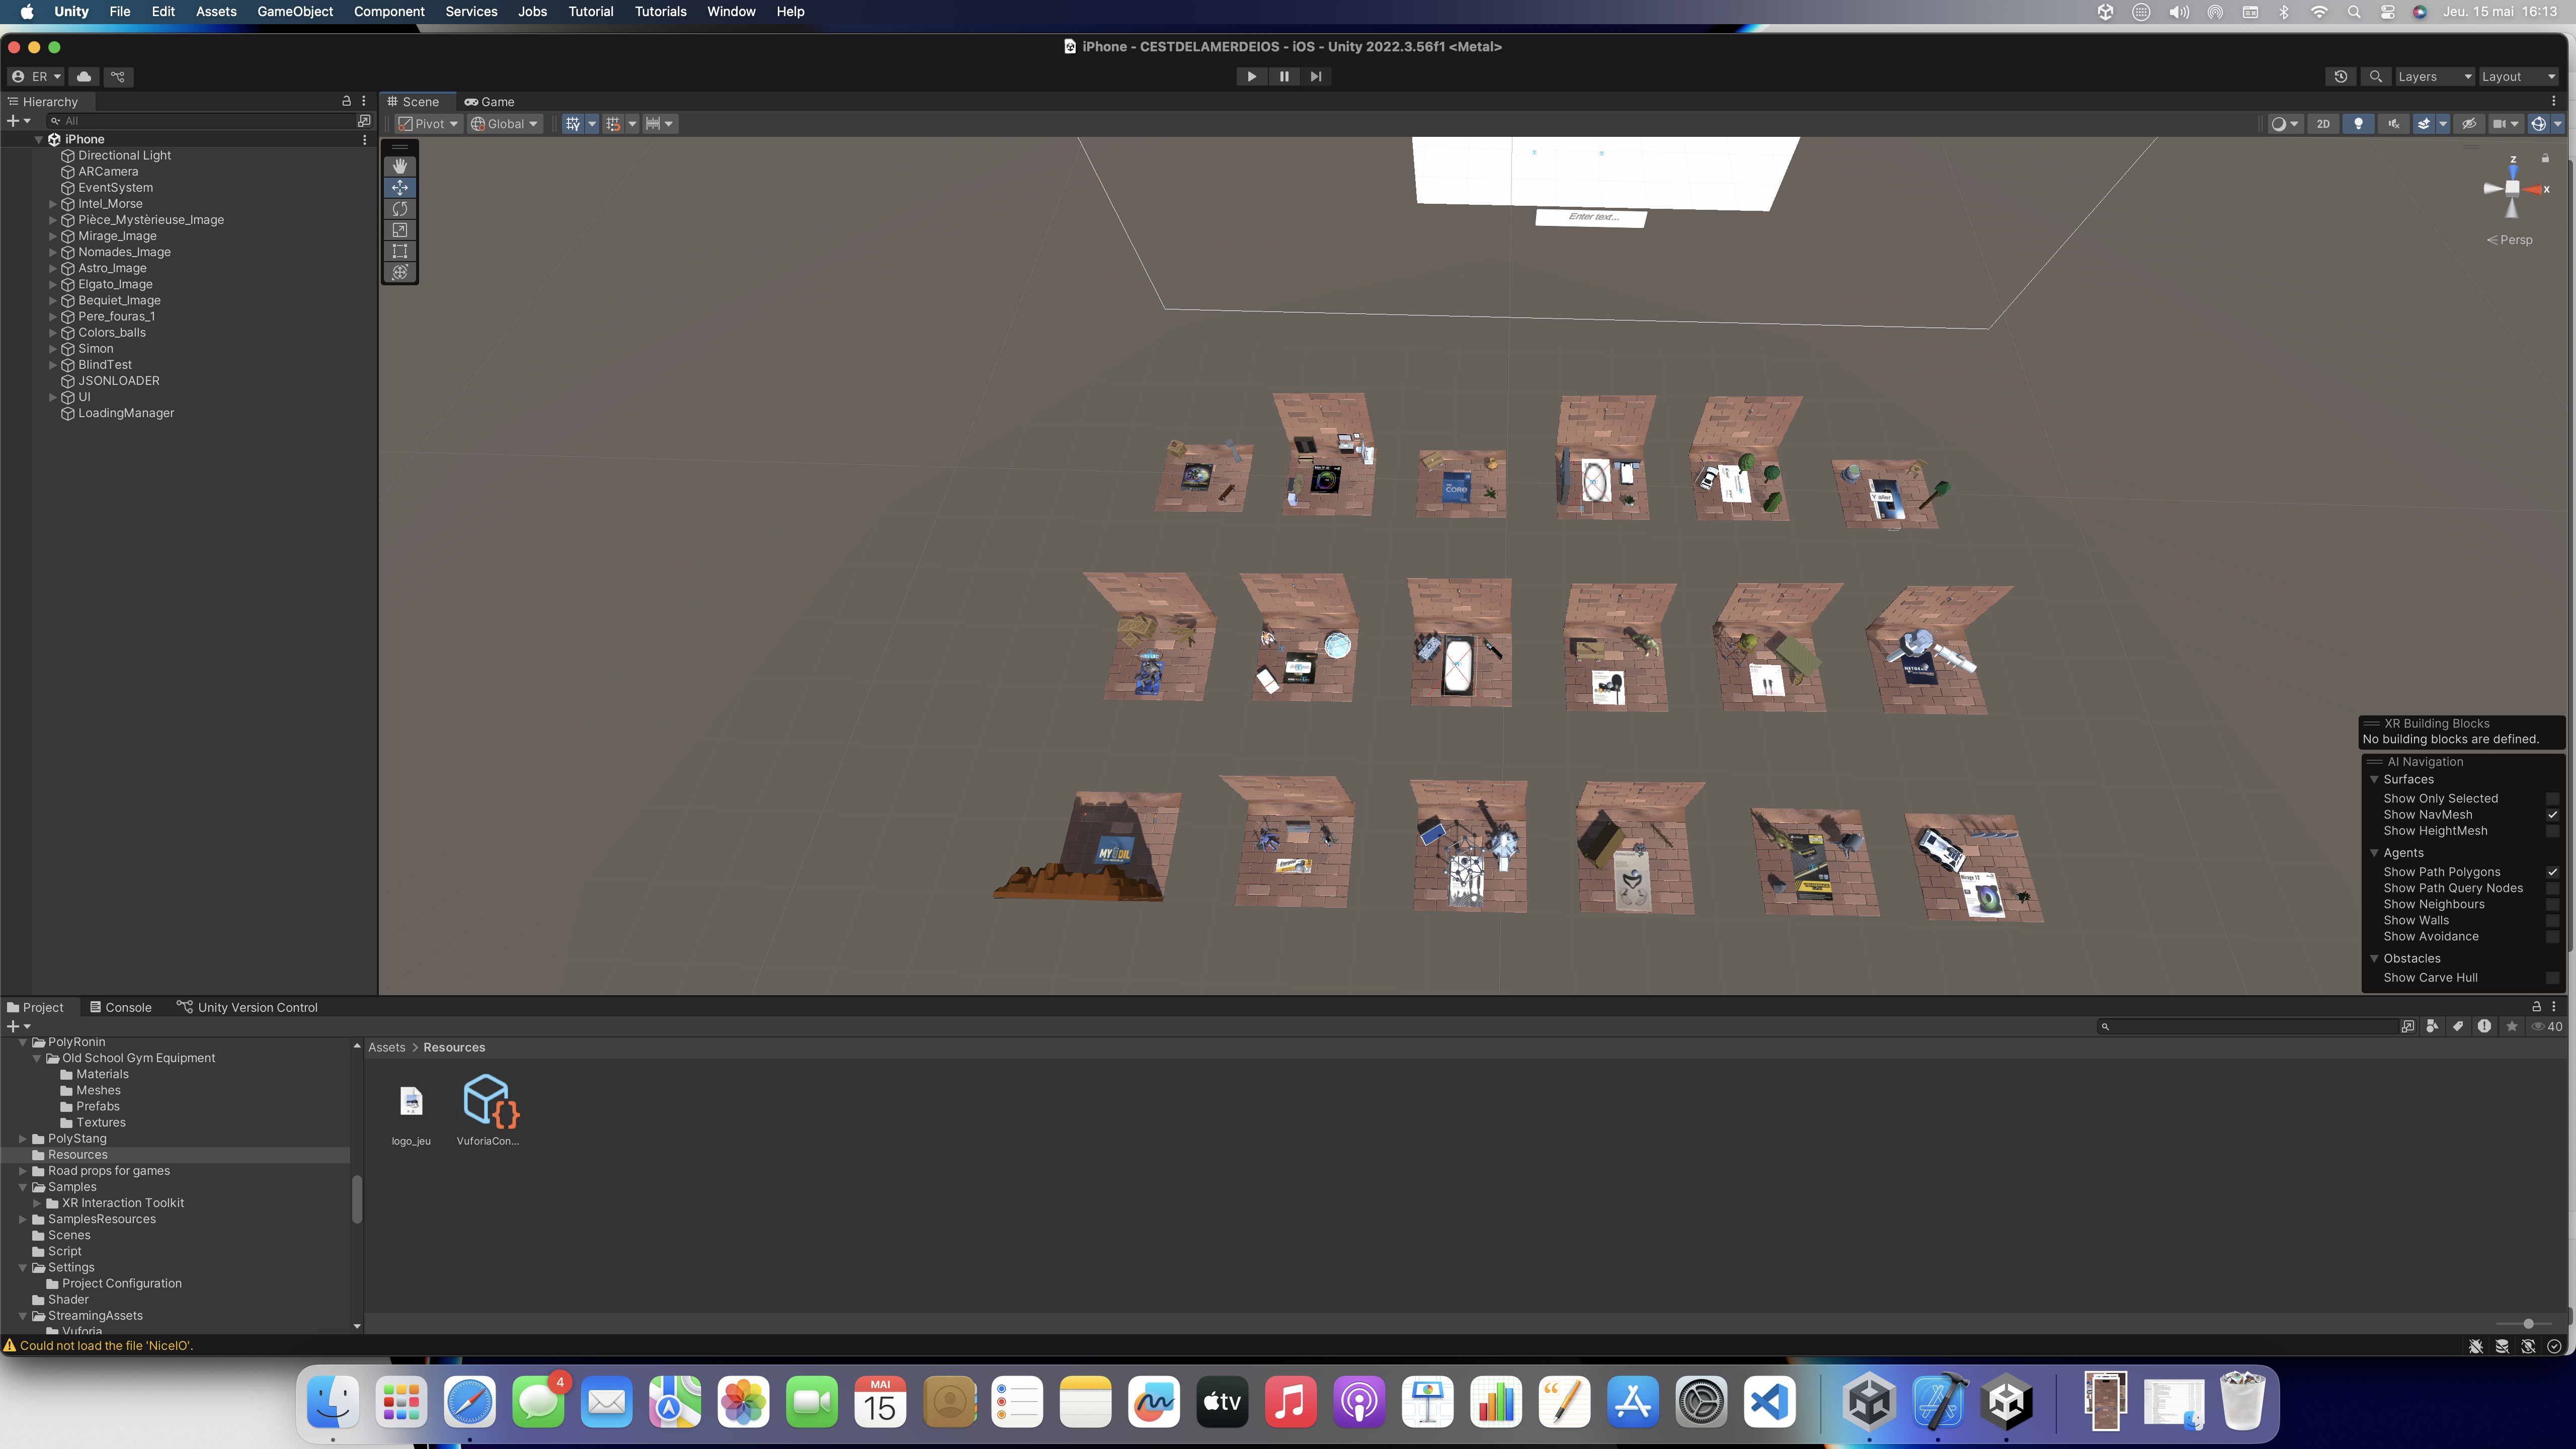 Unity File Edit Assets GameObject Component Services Jobs Tutorial Tutorials Window Help Jeu. 15 mai 16:13
iPhone - CESTDELAMERDEIOS - iOS - Unity 2022.3.56f1 <Metal>
ER Layers Layout
Hierarchy Scene Game
All Pivot Global 2D
iPhone
Directional Light
ARCamera
EventSystem
Intel_Morse
Pièce_Mystèrieuse_Image
Mirage_Image
Nomades_Image
Astro_Image
Elgato_Image
Bequiet_Image
Pere_fouras_1
Colors_balls
Simon
BlindTest
JSONLOADER
UI
LoadingManager
Enter text...
z
x
Persp
CORE
MY DIL
XR Building Blocks
No building blocks are defined.
AI Navigation
Surfaces
Show Only Selected
Show NavMesh
Show HeightMesh
Agents
Show Path Polygons
Show Path Query Nodes
Show Neighbours
Show Walls
Show Avoidance
Obstacles
Show Carve Hull
Project Console Unity Version Control
40
PolyRonin
Old School Gym Equipment
Materials
Meshes
Prefabs
Textures
PolyStang
Resources
Road props for games
Samples
XR Interaction Toolkit
SamplesResources
Scenes
Script
Settings
Project Configuration
Shader
StreamingAssets
Vuforia
Assets > Resources
logo_jeu VuforiaCon...
Could not load the file 'NiceIO'.
4
MAI
15
tv